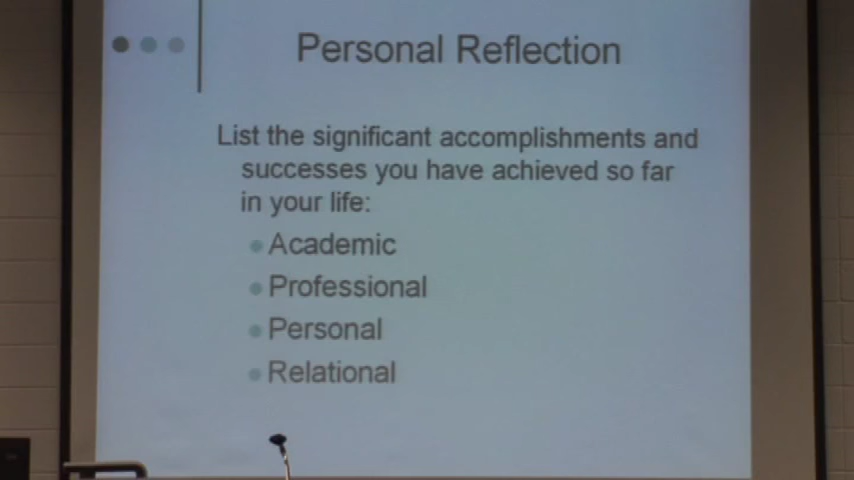 Personal Reflection
List the significant accomplishments and
successes you have achieved so far
in your life:
Academic
Professional
Personal
Relational